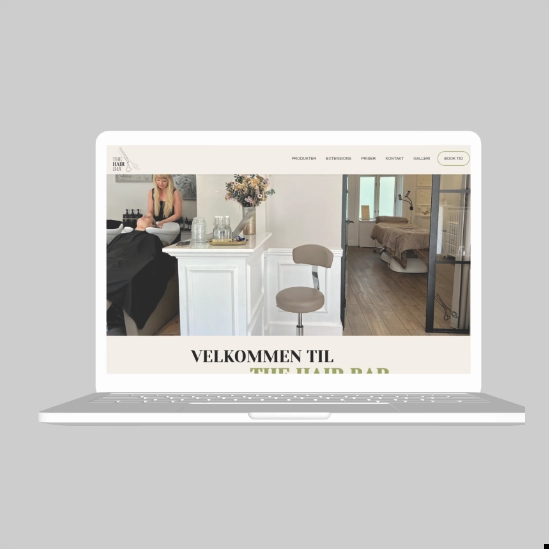 THE
HAIR
BAR
PRODUKTER EXTENSIONS PRISER KONTAKT GALLERI BOOK TID
VELKOMMEN TIL
THE HAIR BAR